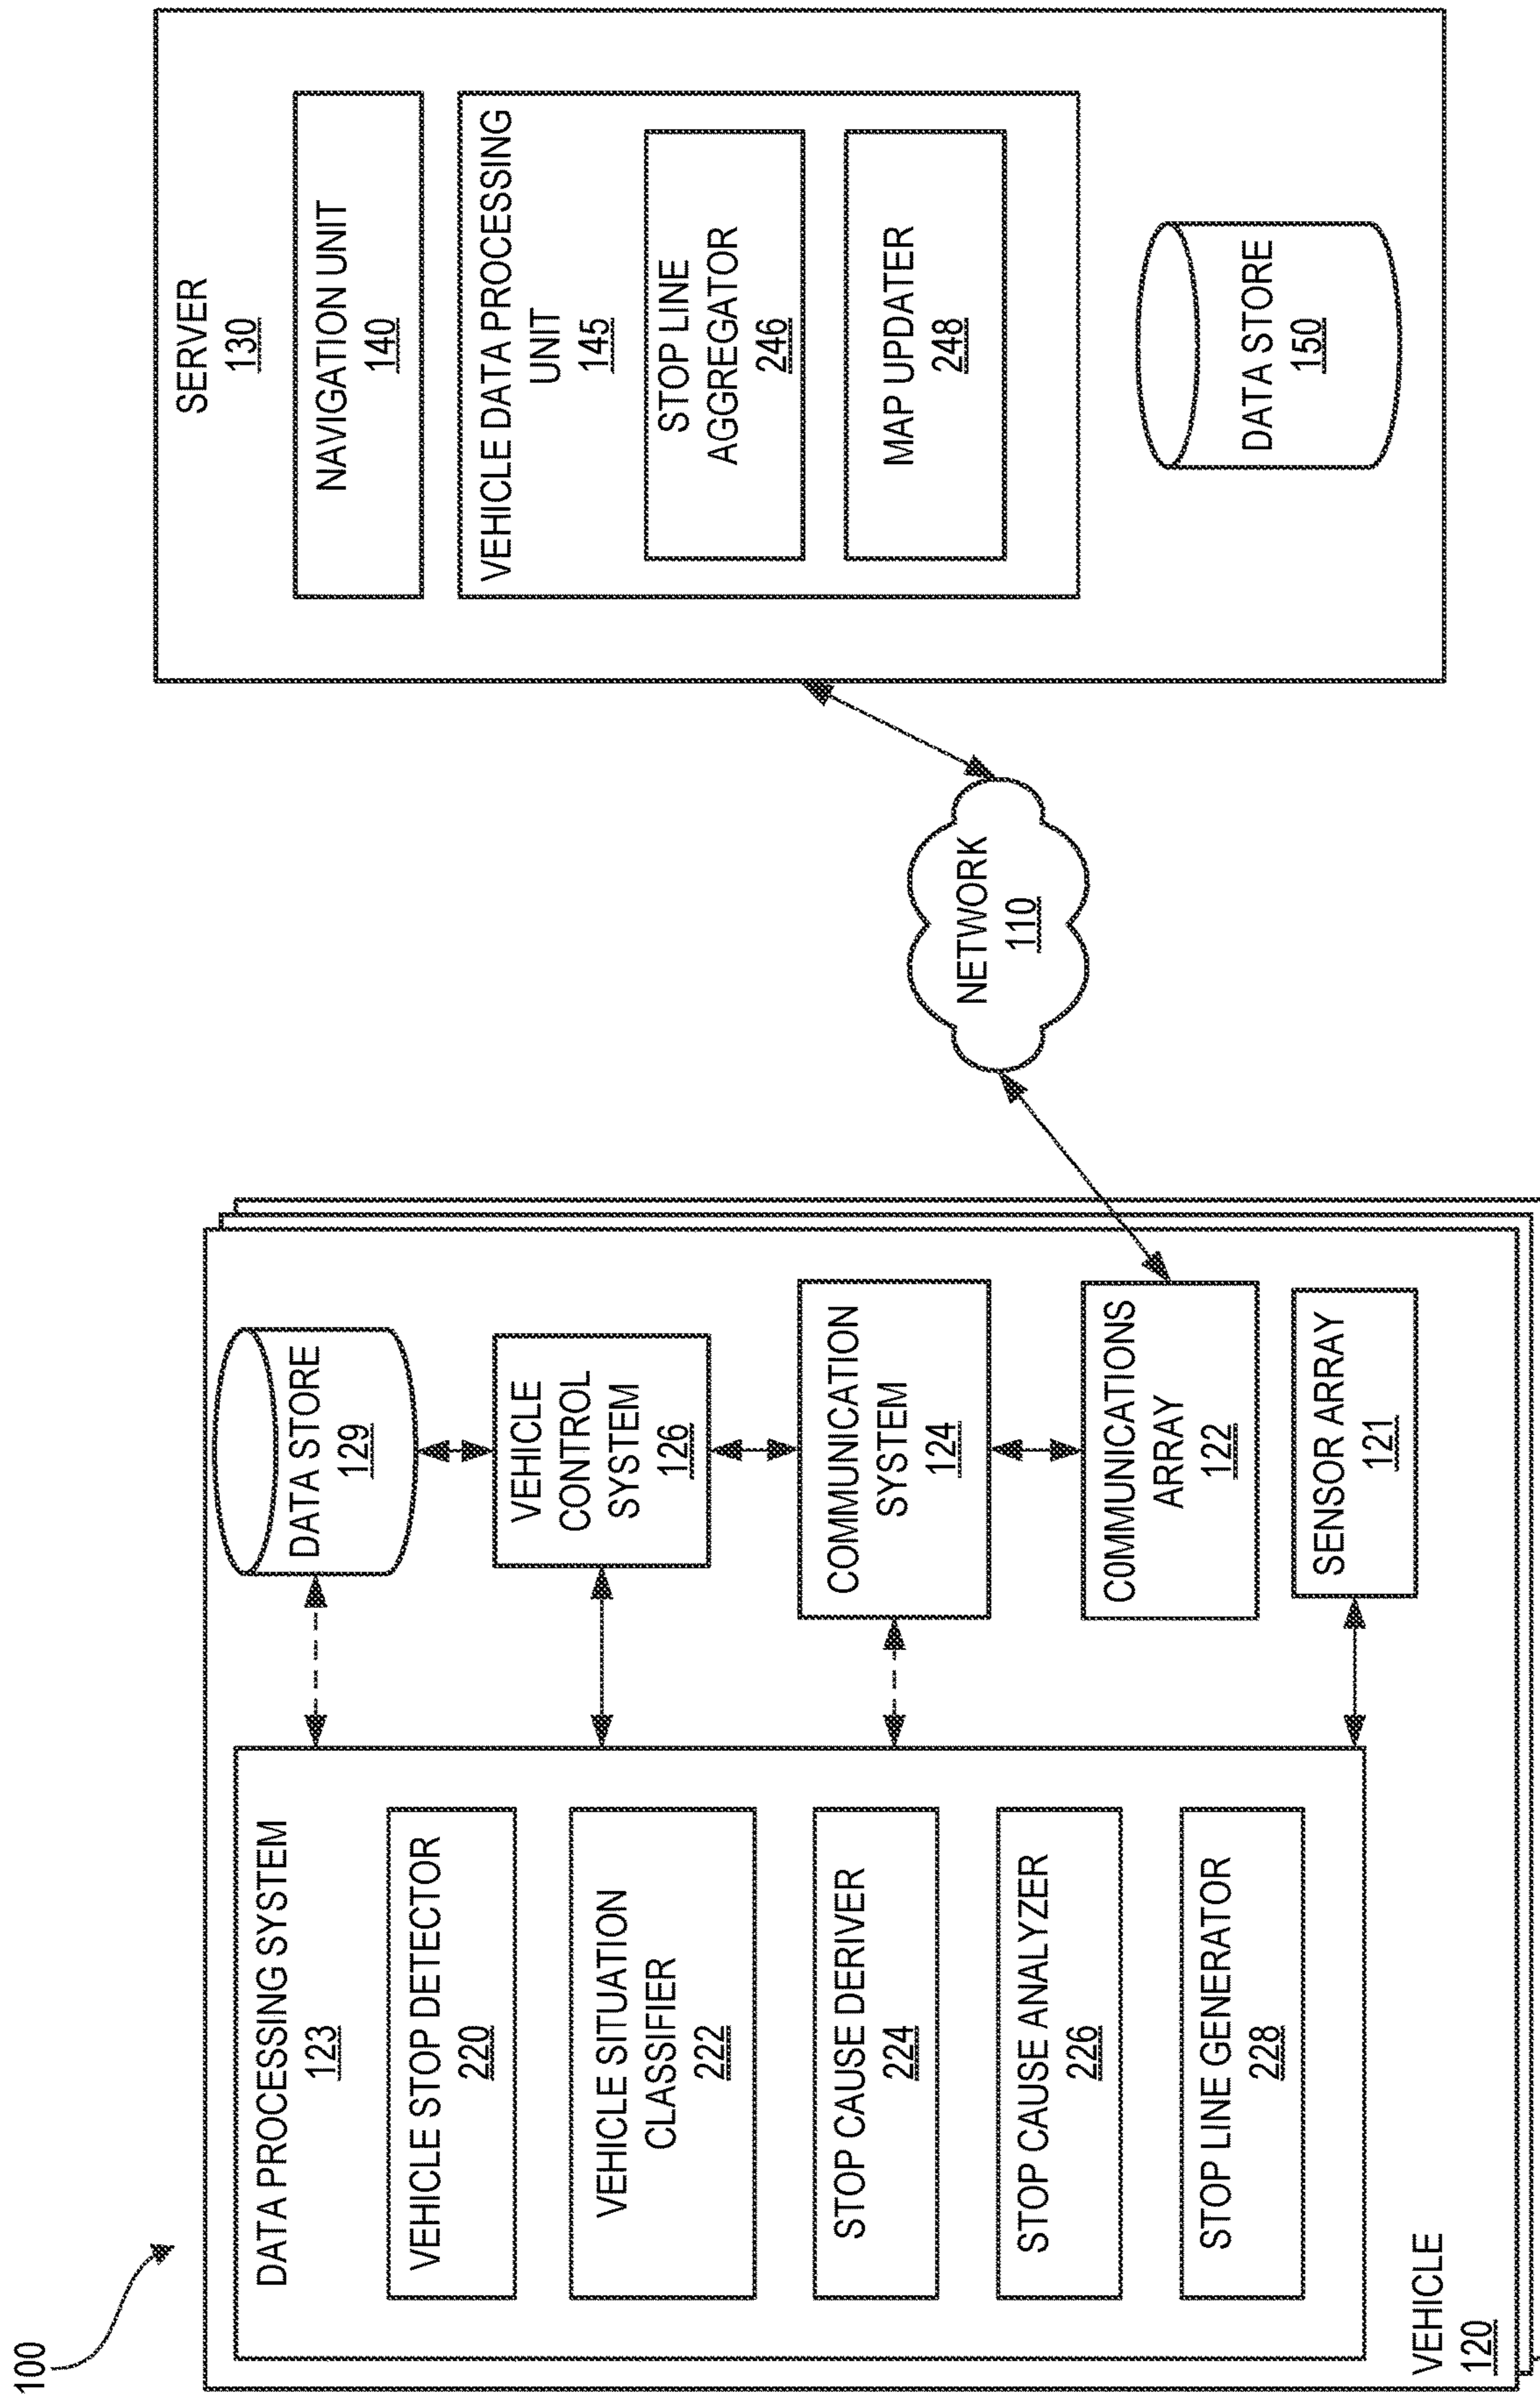 100
DATA PROCESSING SYSTEM
123
VEHICLE STOP DETECTOR
220
VEHICLE SITUATION
CLASSIFIER
222
STOP CAUSE DERIVER
224
STOP CAUSE ANALYZER
226
STOP LINE GENERATOR
228
VEHICLE
120
DATA STORE
129
VEHICLE
CONTROL
SYSTEM
126
COMMUNICATION
SYSTEM
124
COMMUNICATIONS
ARRAY
122
SENSOR ARRAY
121
NETWORK
110
SERVER
130
NAVIGATION UNIT
140
VEHICLE DATA PROCESSING
UNIT
145
STOP LINE
AGGREGATOR
246
MAP UPDATER
248
DATA STORE
150